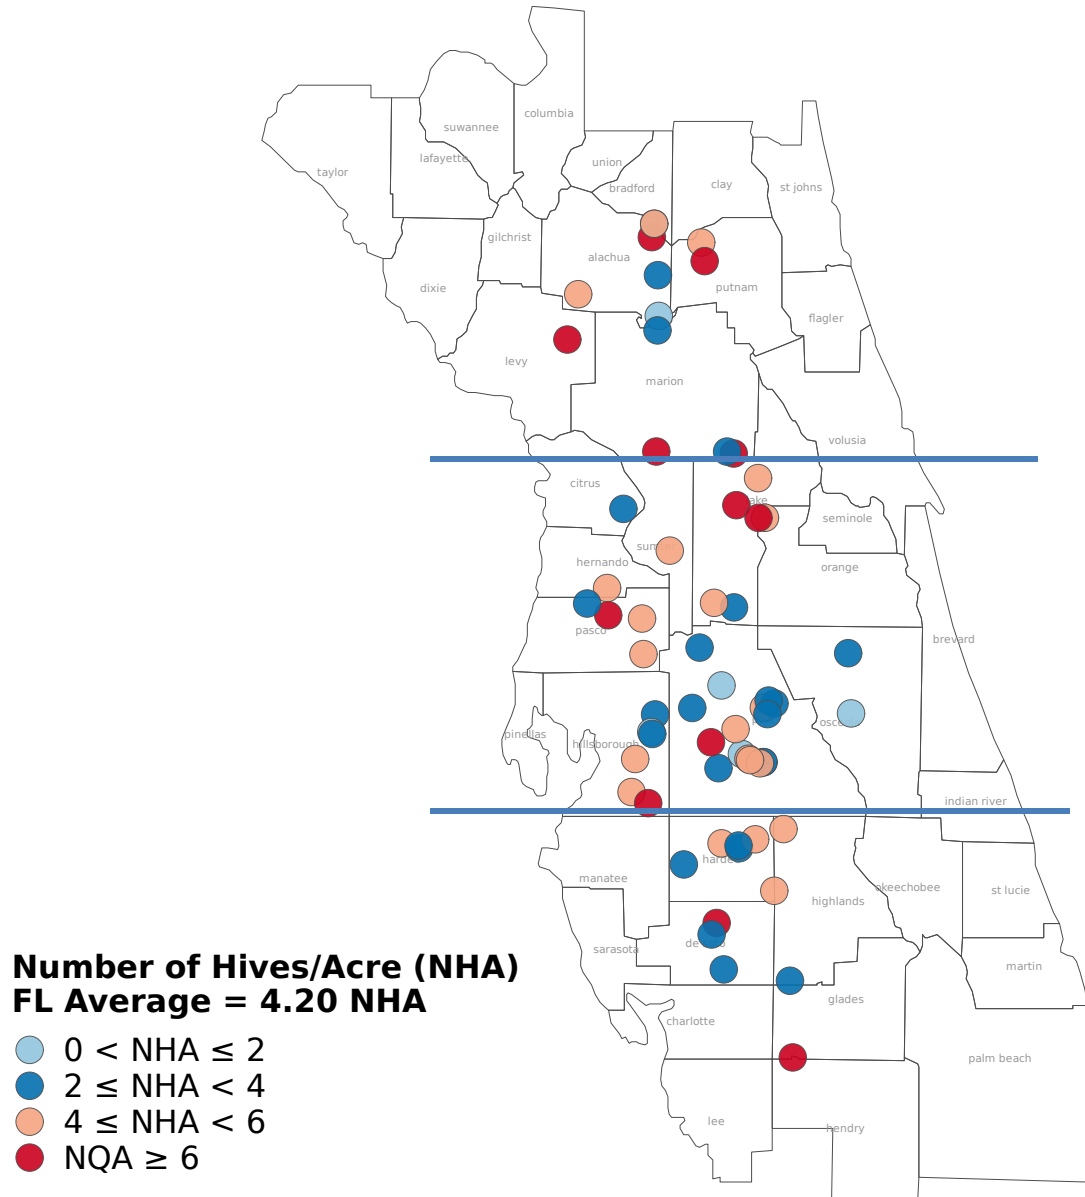 columbia
suwannee
lafayette
union
taylor
bradford
clay
st johns
gilchrist
alachua
dixie
putnam
flagler
levy
marion
volusia
citrus
seminole
hernando
orange
pasco
brevard
pinellas
hillsborough
indian river
manatee
highlands
okeechobee
st lucie
sarasota
martin
glades
charlotte
palm beach
lee
hendry
Number of Hives/Acre (NHA)
FL Average = 4.20 NHA
0 < NHA ≤ 2
2 ≤ NHA < 4
4 ≤ NHA < 6
NQA ≥ 6